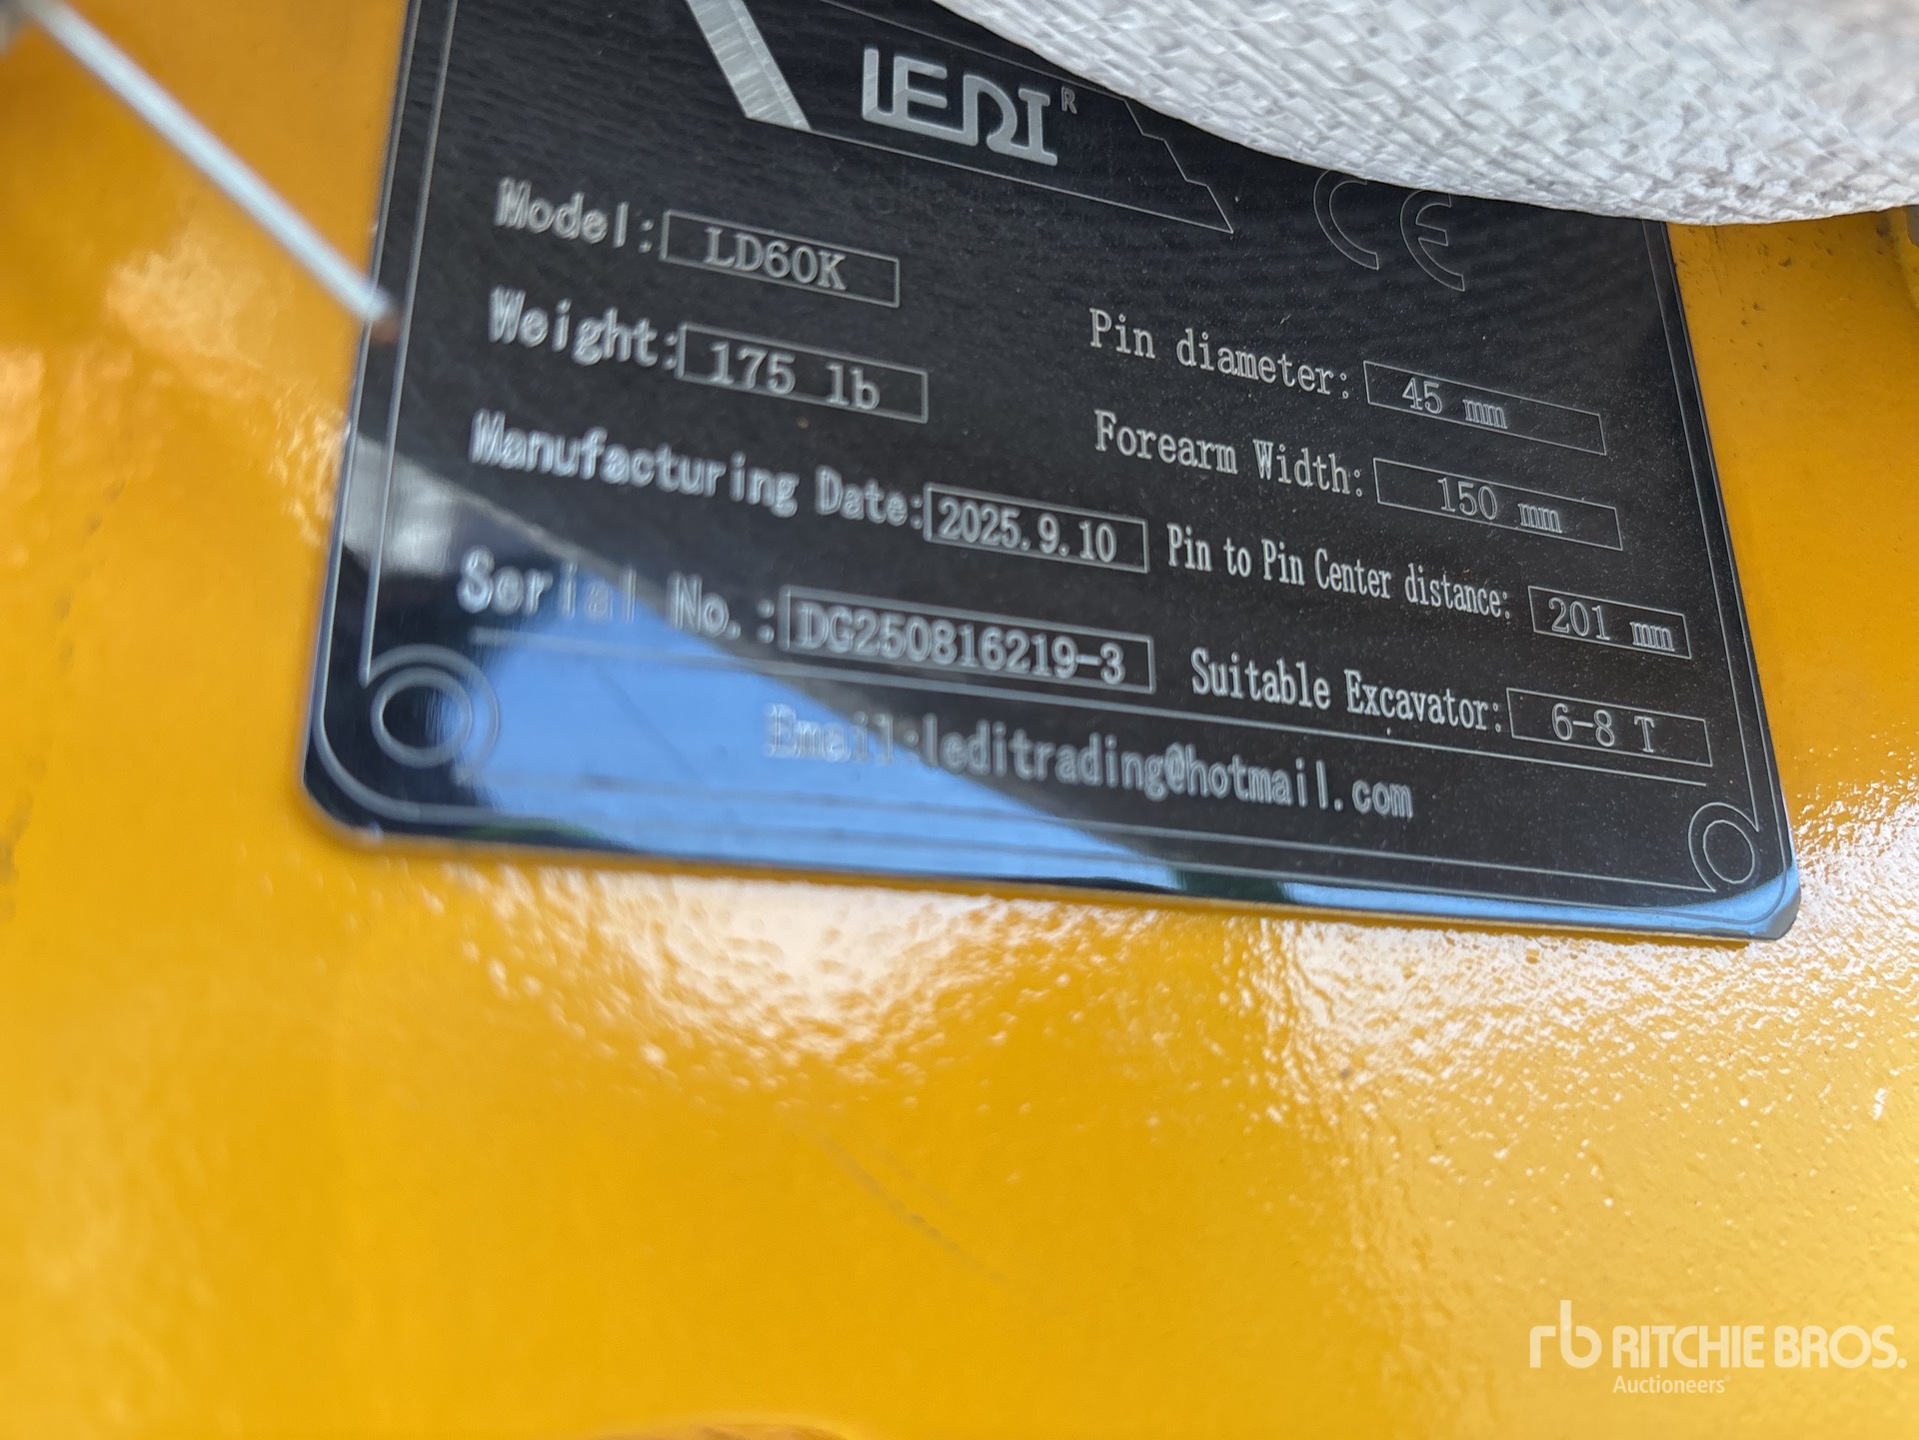 LEDI®
CE
Model: LD60K
Weight: 175 lb
Manufacturing Date: 2025.9.10
Serial No.: DG250816219-3
Pin diameter: 45 mm
Forearm Width: 150 mm
Pin to Pin Center distance: 201 mm
Suitable Excavator: 6-8 T
Email:leditrading@hotmail.com
rb RITCHIE BROS.
Auctioneers